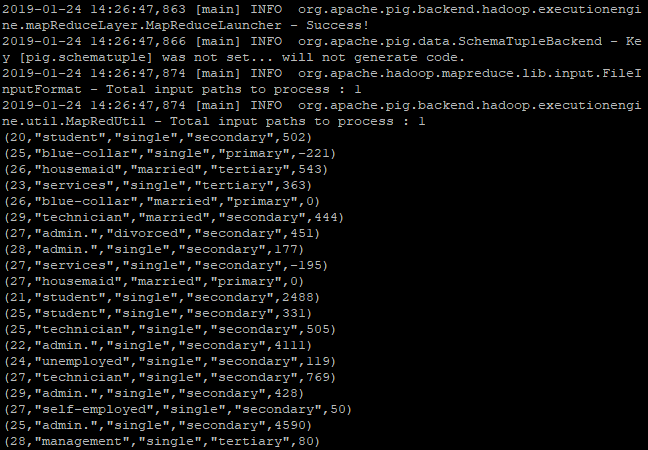 2019-01-24 14:26:47,863 [main] INFO  org.apache.pig.backend.hadoop.executionengi
ne.mapReduceLayer.MapReduceLauncher - Success!
2019-01-24 14:26:47,866 [main] INFO  org.apache.pig.data.SchemaTupleBackend - Ke
y [pig.schematuple] was not set... will not generate code.
2019-01-24 14:26:47,874 [main] INFO  org.apache.hadoop.mapreduce.lib.input.FileI
nputFormat - Total input paths to process : 1
2019-01-24 14:26:47,874 [main] INFO  org.apache.pig.backend.hadoop.executionengi
ne.util.MapRedUtil - Total input paths to process : 1
(20,"student","single","secondary",502)
(25,"blue-collar","single","primary",-221)
(26,"housemaid","married","tertiary",543)
(23,"services","single","tertiary",363)
(26,"blue-collar","married","primary",0)
(29,"technician","married","secondary",444)
(27,"admin.","divorced","secondary",451)
(28,"admin.","single","secondary",177)
(27,"services","single","secondary",-195)
(27,"housemaid","married","primary",0)
(21,"student","single","secondary",2488)
(25,"student","single","secondary",331)
(25,"technician","single","secondary",505)
(22,"admin.","single","secondary",4111)
(24,"unemployed","single","secondary",119)
(27,"technician","single","secondary",769)
(29,"admin.","single","secondary",428)
(27,"self-employed","single","secondary",50)
(25,"admin.","single","secondary",4590)
(28,"management","single","tertiary",80)